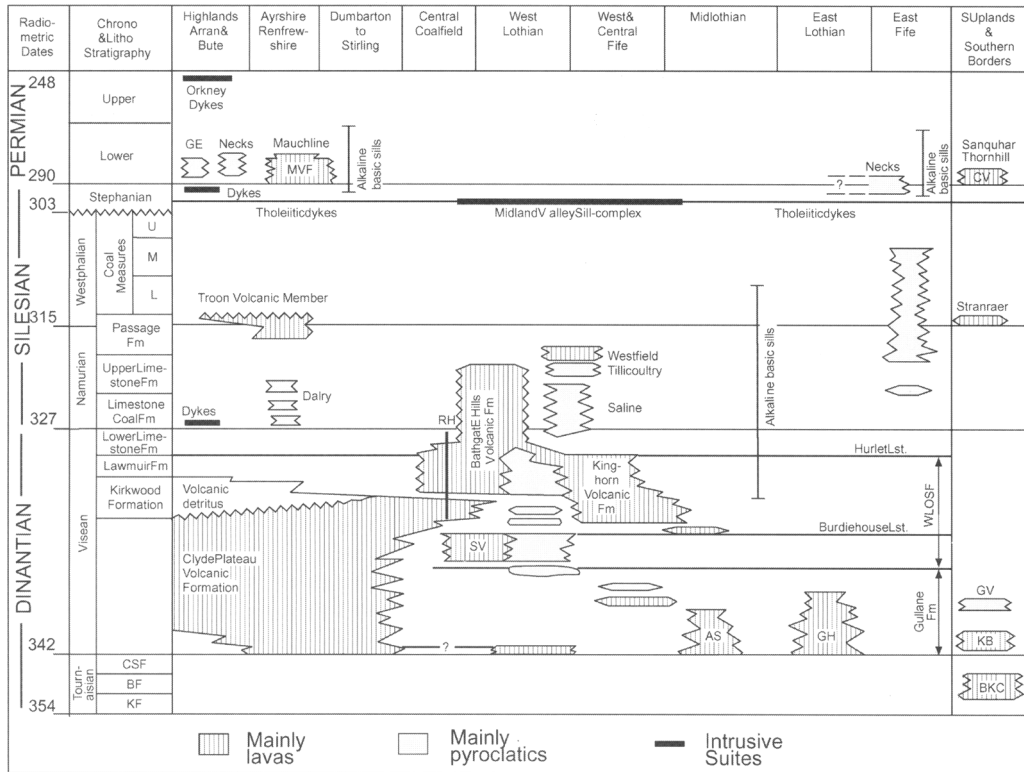 Radio-
metric
Dates
Chrono
&Litho
Stratigraphy
Highlands
Arran&
Bute
Ayrshire
Renfrew-
shire
Dumbarton
to
Stirling
Central
Coalfield
West
Lothian
West&
Central
Fife
Midlothian
East
Lothian
East
Fife
SUplands
&
Southern
Borders
PERMIAN
SILESIAN
DINANTIAN
248
290
303
315
327
342
354
Upper
Lower
Stephanian
Westphalian
Coal
Measures
U
M
L
Namurian
Passage
Fm
UpperLime-
stoneFm
Limestone
CoalFm
Visean
LowerLime-
stoneFm
LawmuirFm
Kirkwood
Formation
Tourn-
aisian
CSF
BF
KF
Orkney
Dykes
GE
Necks
Mauchline
MVF
Alkaline
basic sills
Necks
?
Alkaline
basic sills
Sanquhar
Thornhill
CV
Dykes
Tholeiiticdykes
MidlandV alleySill-complex
Tholeiiticdykes
Troon Volcanic Member
Stranraer
Alkaline basic sills
Westfield
Tillicoultry
Saline
Dalry
Dykes
RH
BathgatE Hills
Volcanic Fm
HurletLst.
King-
horn
Volcanic
Fm
Volcanic
detritus
WLOSF
BurdiehouseLst.
SV
ClydePlateau
Volcanic
Formation
Gullane
Fm
GV
AS
GH
KB
?
BKC
Mainly
lavas
Mainly
pyroclatics
Intrusive
Suites